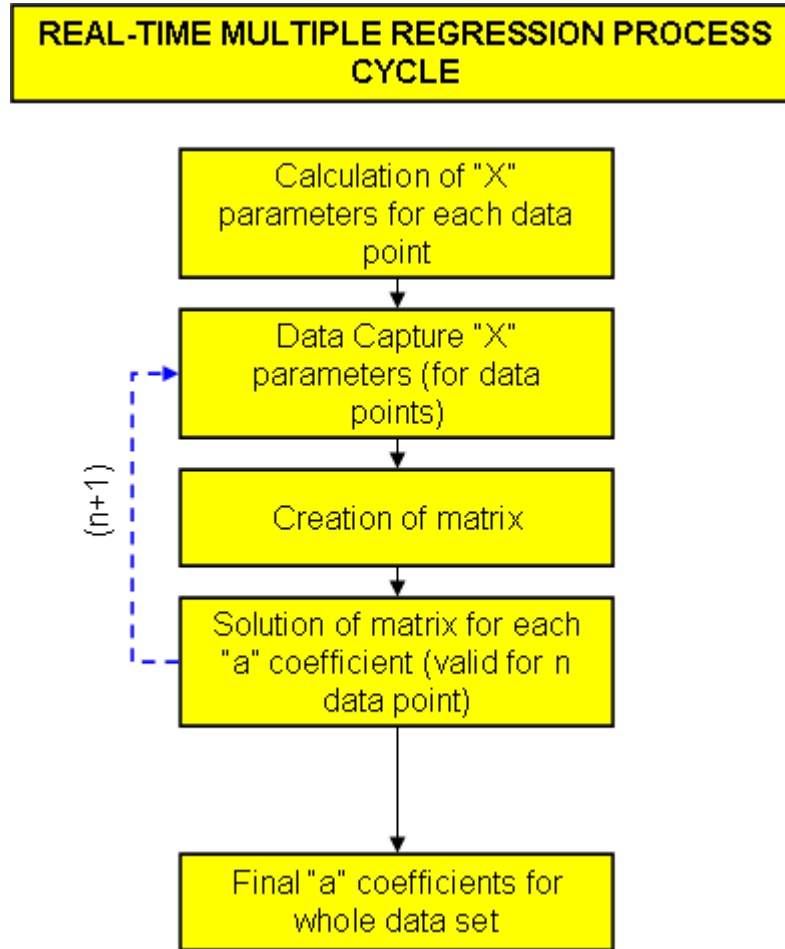 REAL-TIME MULTIPLE REGRESSION PROCESS
CYCLE
Calculation of "X"
parameters for each data
point
Data Capture "X"
parameters (for data
points)
(n+1)
Creation of matrix
Solution of matrix for each
"a" coefficient (valid for n
data point)
Final "a" coefficients for
whole data set